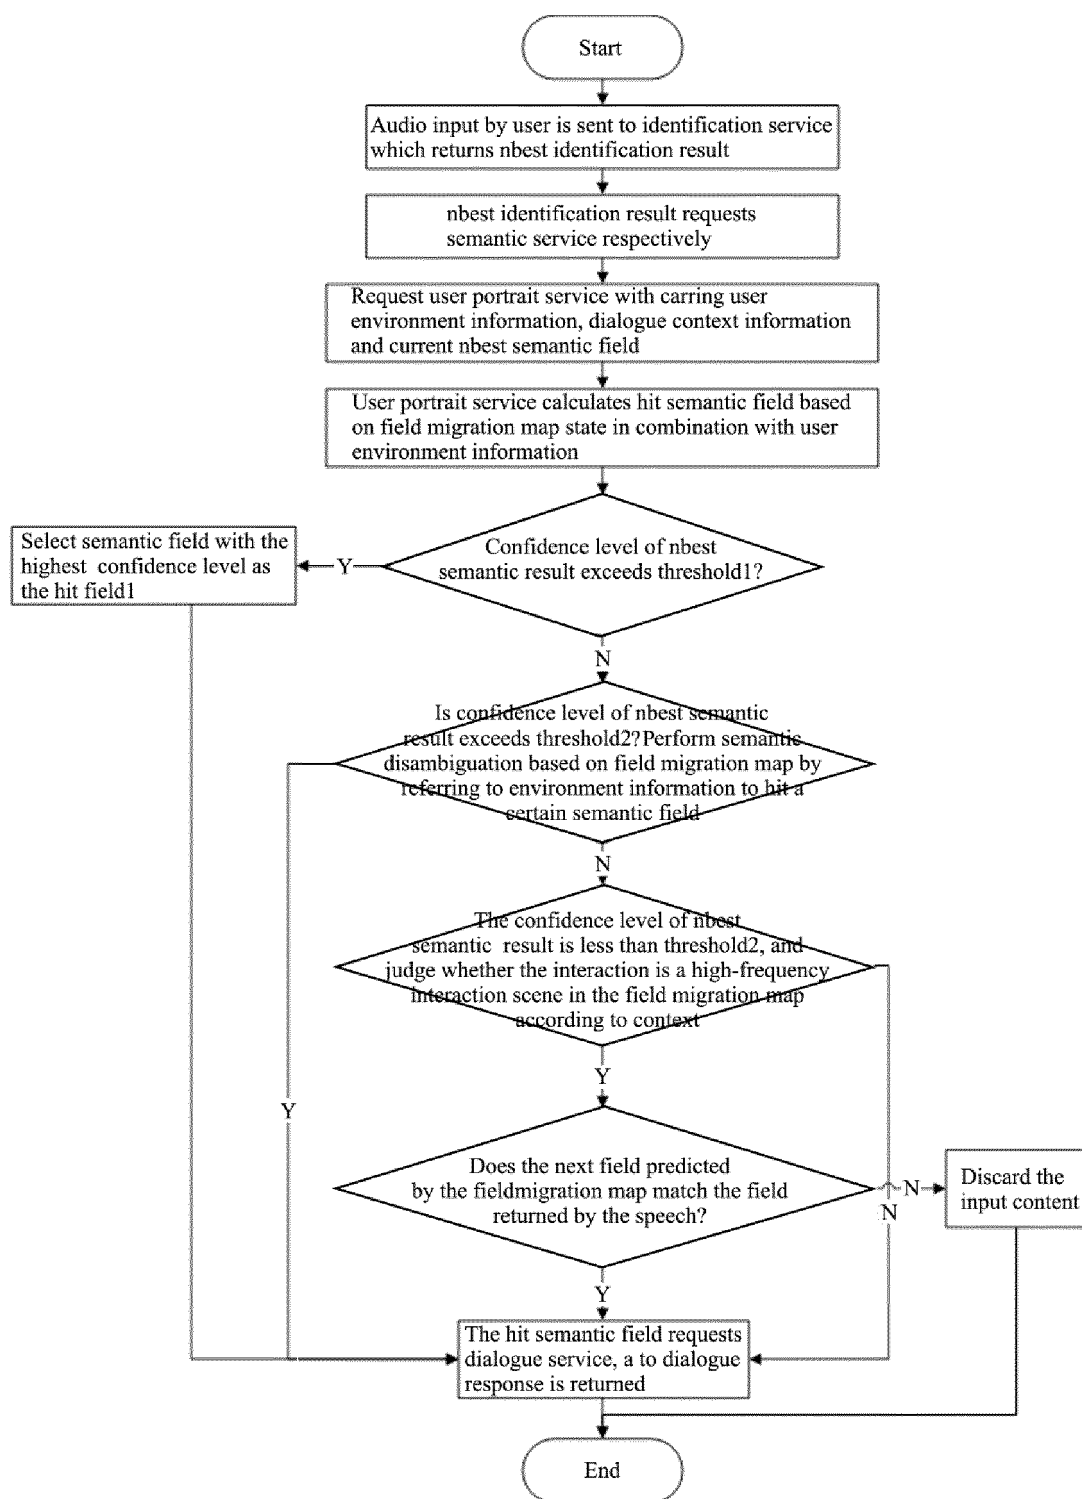 Start
Audio input by user is sent to identification service
which returns nbest identification result
nbest identification result requests
semantic service respectively
Request user portrait service with carring user
environment information, dialogue context information
and current nbest semantic field
User portrait service calculates hit semantic field based
on field migration map state in combination with user
environment information
Confidence level of nbest
semantic result exceeds threshold1?
Y
Select semantic field with the
highest confidence level as
the hit field1
N
Is confidence level of nbest semantic
result exceeds threshold2?Perform semantic
disambiguation based on field migration map by
referring to environment information to hit a
certain semantic field
N
The confidence level of nbest
semantic result is less than threshold2, and
judge whether the interaction is a high-frequency
interaction scene in the field migration map
according to context
Y
Y
Does the next field predicted
by the fieldmigration map match the field
returned by the speech?
N
Discard the
input content
N
Y
The hit semantic field requests
dialogue service, a to dialogue
response is returned
End